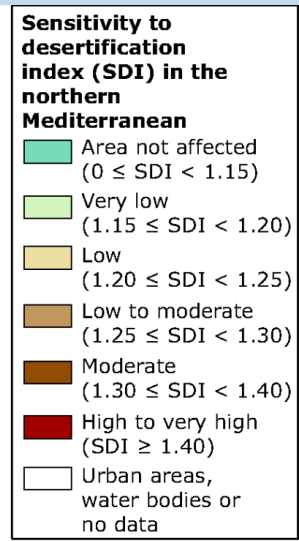 Sensitivity to
desertification
index (SDI) in the
northern
Mediterranean
Area not affected
(0 ≤ SDI < 1.15)
Very low
(1.15 ≤ SDI < 1.20)
Low
(1.20 ≤ SDI < 1.25)
Low to moderate
(1.25 ≤ SDI < 1.30)
Moderate
(1.30 ≤ SDI < 1.40)
High to very high
(SDI ≥ 1.40)
Urban areas,
water bodies or
no data